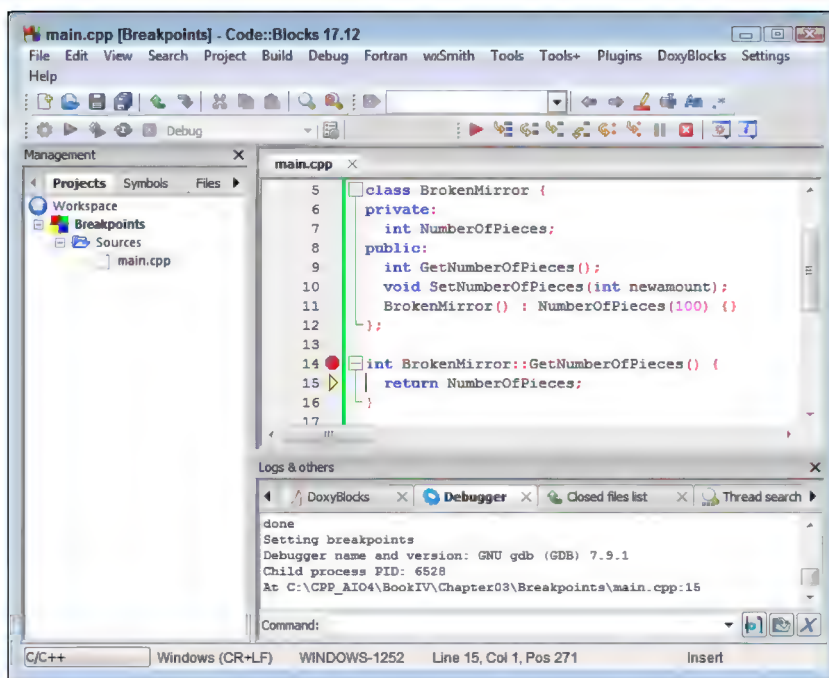 main.cpp [Breakpoints] - Code::Blocks 17.12
File Edit View Search Project Build Debug Fortran wxSmith Tools Tools+ Plugins DoxyBlocks Settings
Help
Debug
Management
main.cpp
Projects Symbols Files
Workspace
Breakpoints
Sources
main.cpp
5 class BrokenMirror {
6 private:
7 int NumberOfPieces;
8 public:
9 int GetNumberOfPieces();
10 void SetNumberOfPieces(int newamount);
11 BrokenMirror() : NumberOfPieces(100) {}
12 };
13
14 int BrokenMirror::GetNumberOfPieces() {
15 return NumberOfPieces;
16 }
17
Logs & others
DoxyBlocks Debugger Closed files list Thread search
done
Setting breakpoints
Debugger name and version: GNU gdb (GDB) 7.9.1
Child process PID: 6528
At C:\CPP_AIO4\BookIV\Chapter03\Breakpoints\main.cpp:15
Command:
C/C++ Windows (CR+LF) WINDOWS-1252 Line 15, Col 1, Pos 271 Insert